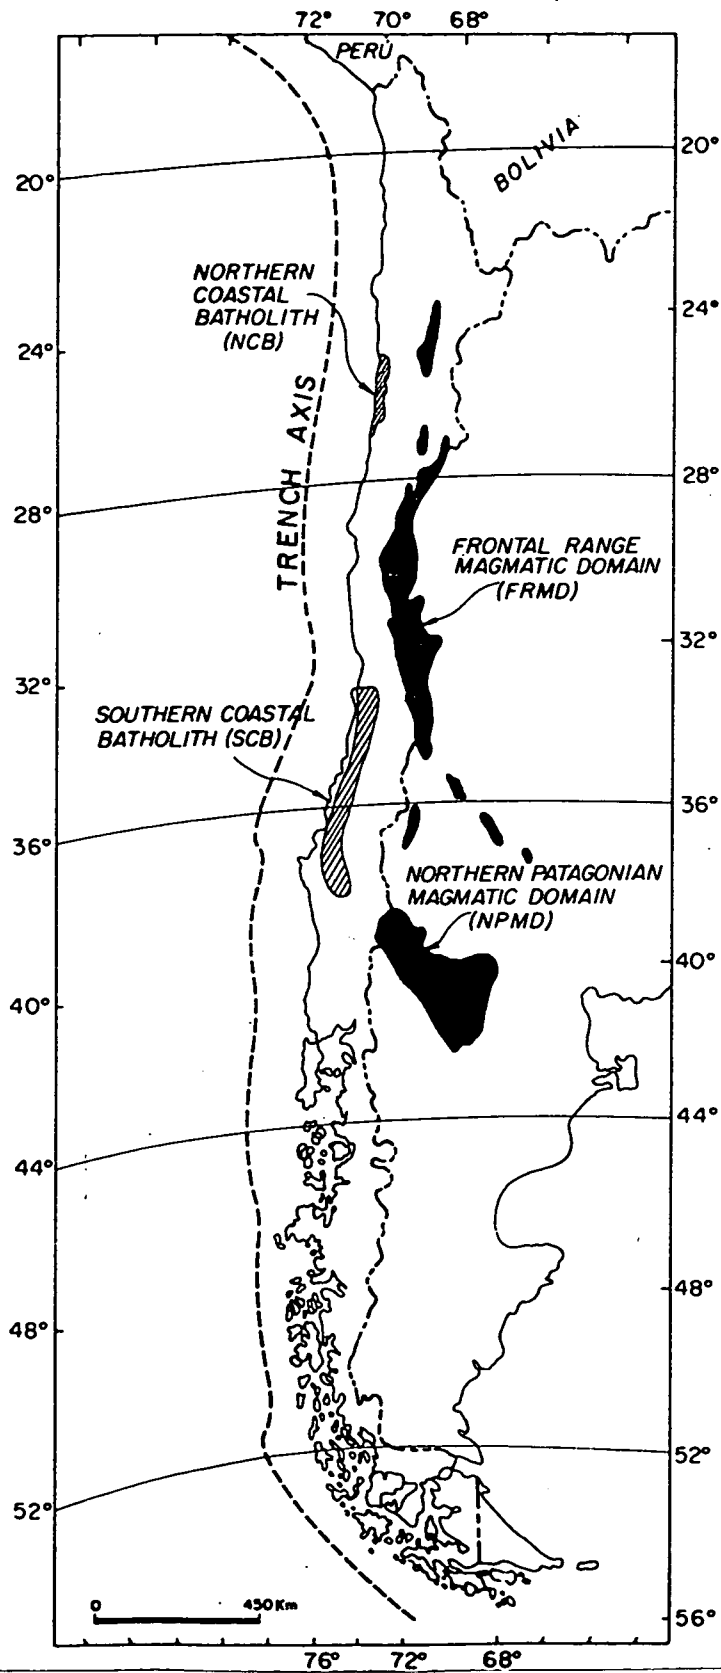 72° 70° 68°
PERÚ
BOLIVIA
20°
20°
NORTHERN
COASTAL
BATHOLITH
(NCB)
24°
24°
TRENCH AXIS
28°
28°
FRONTAL RANGE
MAGMATIC DOMAIN
(FRMD)
32°
32°
SOUTHERN COASTAL
BATHOLITH (SCB)
36°
36°
NORTHERN PATAGONIAN
MAGMATIC DOMAIN
(NPMD)
40°
40°
44°
44°
48°
48°
52°
52°
0 450 Km
56°
76° 72° 68°